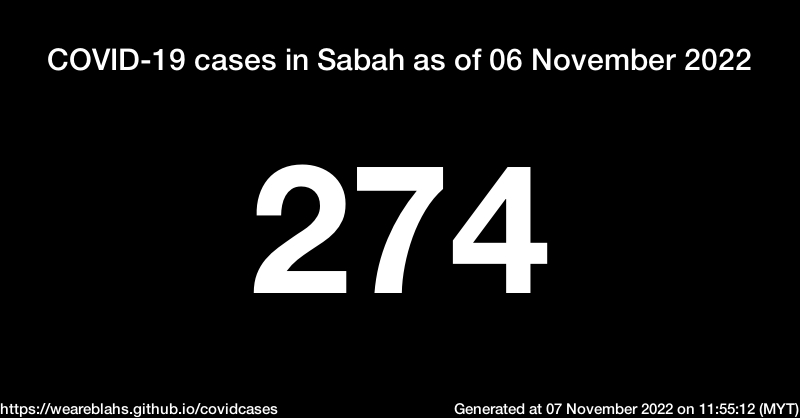 COVID-19 cases in Sabah as of 06 November 2022
274
https://weareblahs.github.io/covidcases
Generated at 07 November 2022 on 11:55:12 (MYT)